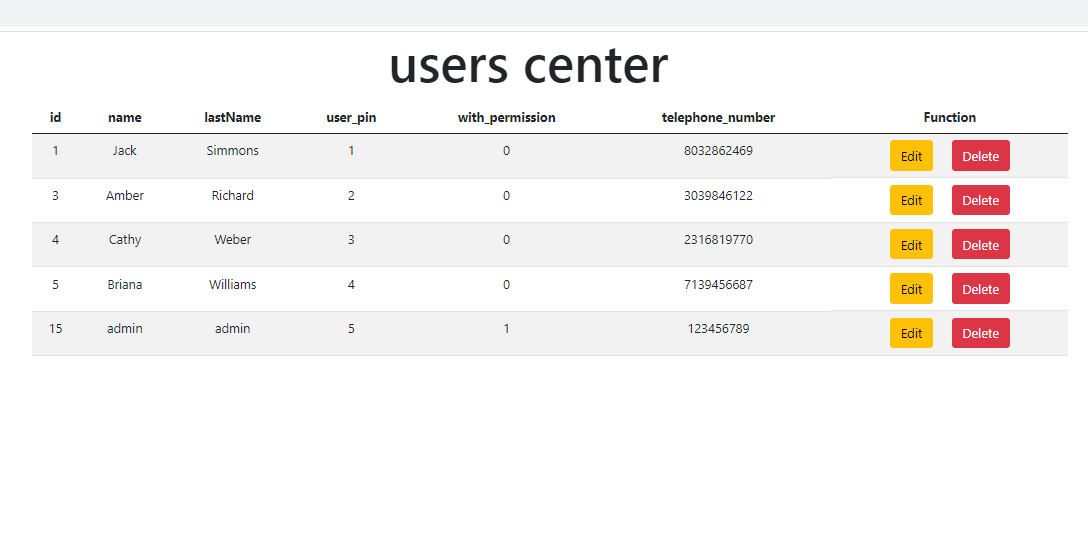 users center
id name lastName user_pin with_permission telephone_number Function
1 Jack Simmons 1 0 8032862469 Edit Delete
3 Amber Richard 2 0 3039846122 Edit Delete
4 Cathy Weber 3 0 2316819770 Edit Delete
5 Briana Williams 4 0 7139456687 Edit Delete
15 admin admin 5 1 123456789 Edit Delete